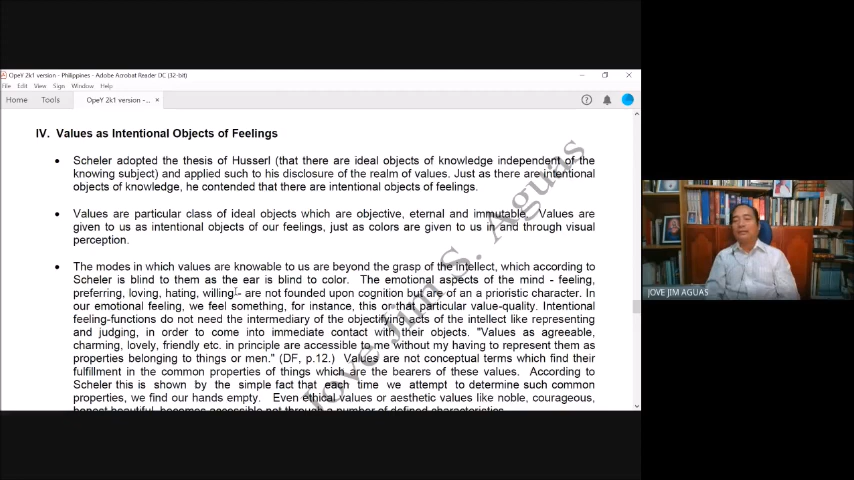 OpeY 2k1 version - Philippines - Adobe Acrobat Reader DC (32-bit)
File Edit View Sign Window Help
Home Tools OpeY 2k1 version -... ×
IV. Values as Intentional Objects of Feelings
• Scheler adopted the thesis of Husserl (that there are ideal objects of knowledge independent of the
knowing subject) and applied such to his disclosure of the realm of values. Just as there are intentional
objects of knowledge, he contended that there are intentional objects of feelings.
• Values are particular class of ideal objects which are objective, eternal and immutable. Values are
given to us as intentional objects of our feelings, just as colors are given to us in and through visual
perception.
• The modes in which values are knowable to us are beyond the grasp of the intellect, which according to
Scheler is blind to them as the ear is blind to color. The emotional aspects of the mind - feeling,
preferring, loving, hating, willing - are not founded upon cognition but are of an a prioristic character. In
our emotional feeling, we feel something, for instance, this or that particular value-quality. Intentional
feeling-functions do not need the intermediary of the objectifying acts of the intellect like representing
and judging, in order to come into immediate contact with their objects. "Values as agreeable,
charming, lovely, friendly etc. in principle are accessible to me without my having to represent them as
properties belonging to things or men." (DF, p.12.) Values are not conceptual terms which find their
fulfillment in the common properties of things which are the bearers of these values. According to
Scheler this is shown by the simple fact that each time we attempt to determine such common
properties, we find our hands empty. Even ethical values or aesthetic values like noble, courageous,
honest beautiful, becomes accessible not through a number of defined characteristics.
Jove Jim S. Aguas
JOVE JIM AGUAS